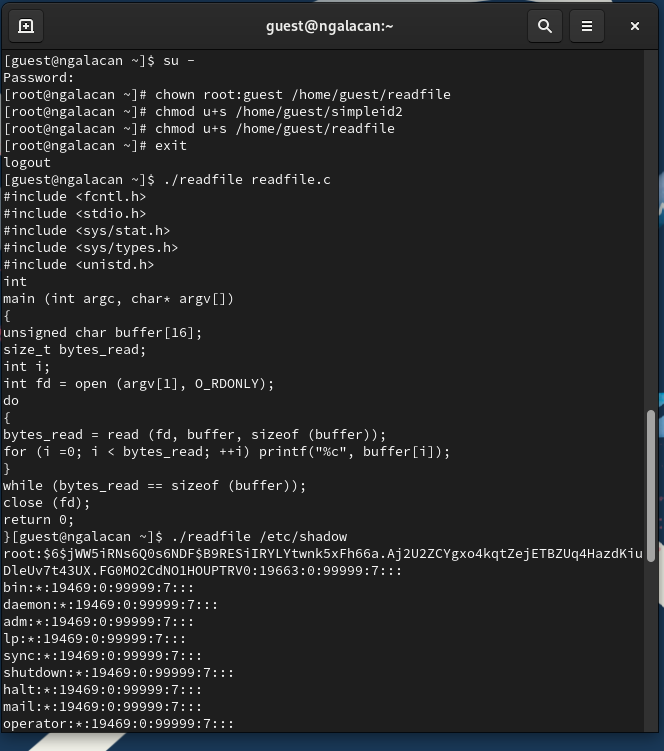 guest@ngalacan:~
[guest@ngalacan ~]$ su -
Password:
[root@ngalacan ~]# chown root:guest /home/guest/readfile
[root@ngalacan ~]# chmod u+s /home/guest/simpleid2
[root@ngalacan ~]# chmod u+s /home/guest/readfile
[root@ngalacan ~]# exit
logout
[guest@ngalacan ~]$ ./readfile readfile.c
#include <fcntl.h>
#include <stdio.h>
#include <sys/stat.h>
#include <sys/types.h>
#include <unistd.h>
int
main (int argc, char* argv[])
{
unsigned char buffer[16];
size_t bytes_read;
int i;
int fd = open (argv[1], O_RDONLY);
do
{
bytes_read = read (fd, buffer, sizeof (buffer));
for (i =0; i < bytes_read; ++i) printf("%c", buffer[i]);
}
while (bytes_read == sizeof (buffer));
close (fd);
return 0;
}[guest@ngalacan ~]$ ./readfile /etc/shadow
root:$6$jWW5iRNs6Q0s6NDF$B9RESiIRYLYtwnk5xFh66a.Aj2U2ZCYgxo4kqtZejETBZUq4HazdKiu
DleUv7t43UX.FG0MO2CdNO1HOUPTRV0:19663:0:99999:7:::
bin:*:19469:0:99999:7:::
daemon:*:19469:0:99999:7:::
adm:*:19469:0:99999:7:::
lp:*:19469:0:99999:7:::
sync:*:19469:0:99999:7:::
shutdown:*:19469:0:99999:7:::
halt:*:19469:0:99999:7:::
mail:*:19469:0:99999:7:::
operator:*:19469:0:99999:7:::